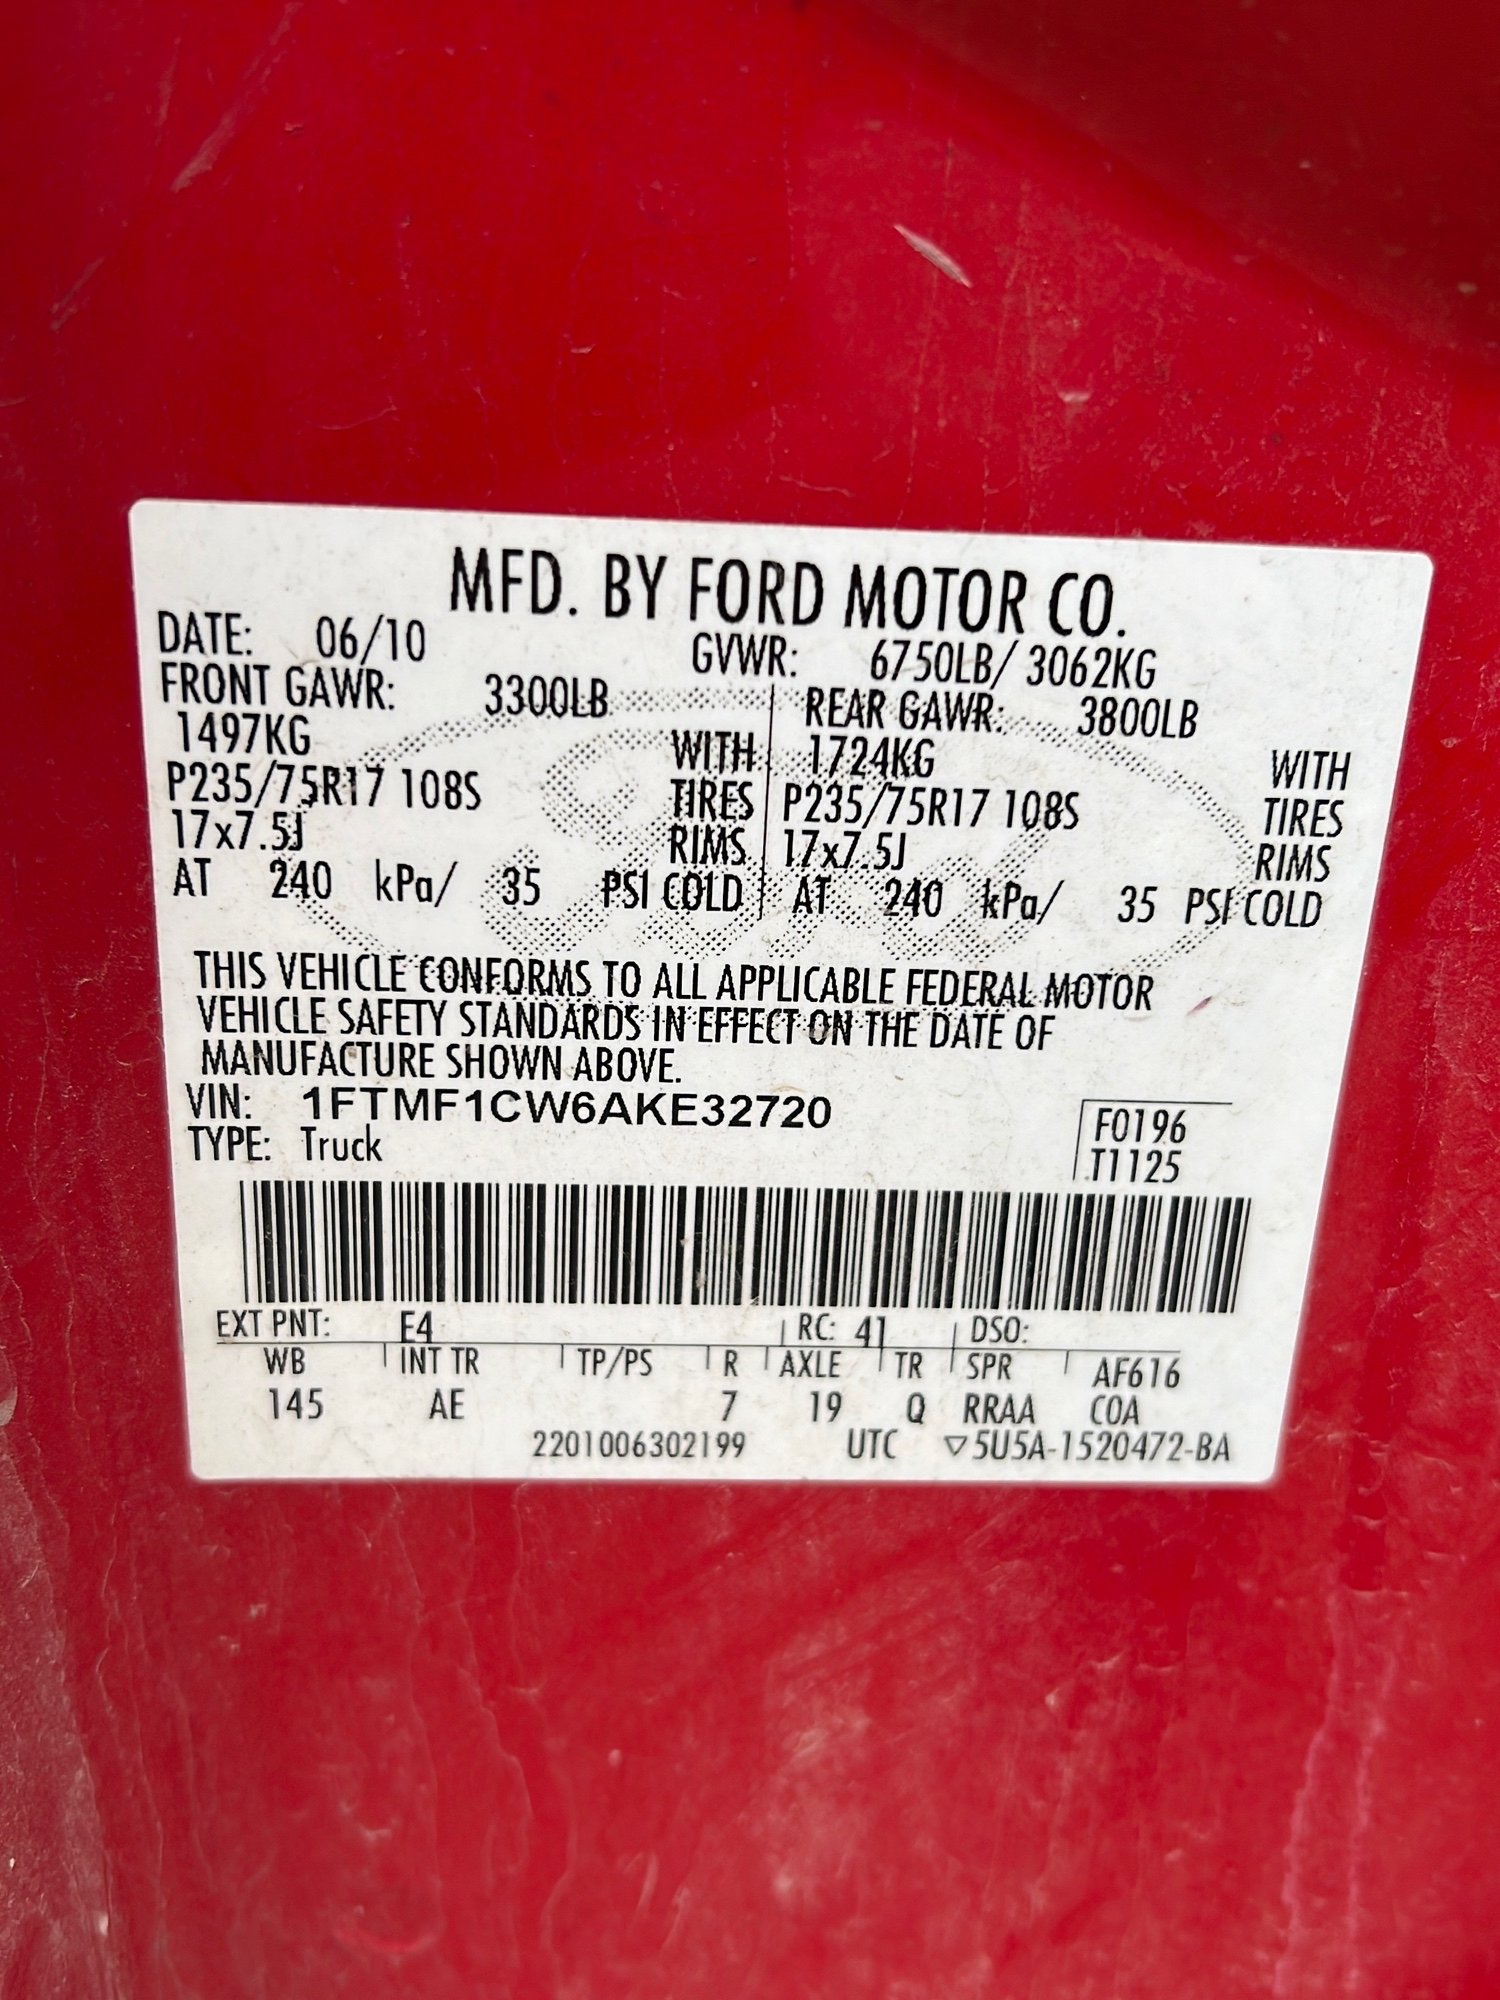 MFD. BY FORD MOTOR CO.
DATE: 06/10 GVWR: 6750LB/ 3062KG
FRONT GAWR: 3300LB REAR GAWR: 3800LB
1497KG WITH 1724KG WITH
P235/75R17 108S TIRES P235/75R17 108S TIRES
17x7.5J RIMS 17x7.5J RIMS
AT 240 kPa/ 35 PSI COLD AT 240 kPa/ 35 PSI COLD
THIS VEHICLE CONFORMS TO ALL APPLICABLE FEDERAL MOTOR
VEHICLE SAFETY STANDARDS IN EFFECT ON THE DATE OF
MANUFACTURE SHOWN ABOVE.
VIN: 1FTMF1CW6AKE32720
TYPE: Truck
F0196
T1125
EXT PNT: E4 RC: 41 DSO:
WB INT TR TP/PS R AXLE TR SPR AF616
145 AE 7 19 Q RRAA COA
2201006302199 UTC ▽5U5A-1520472-BA